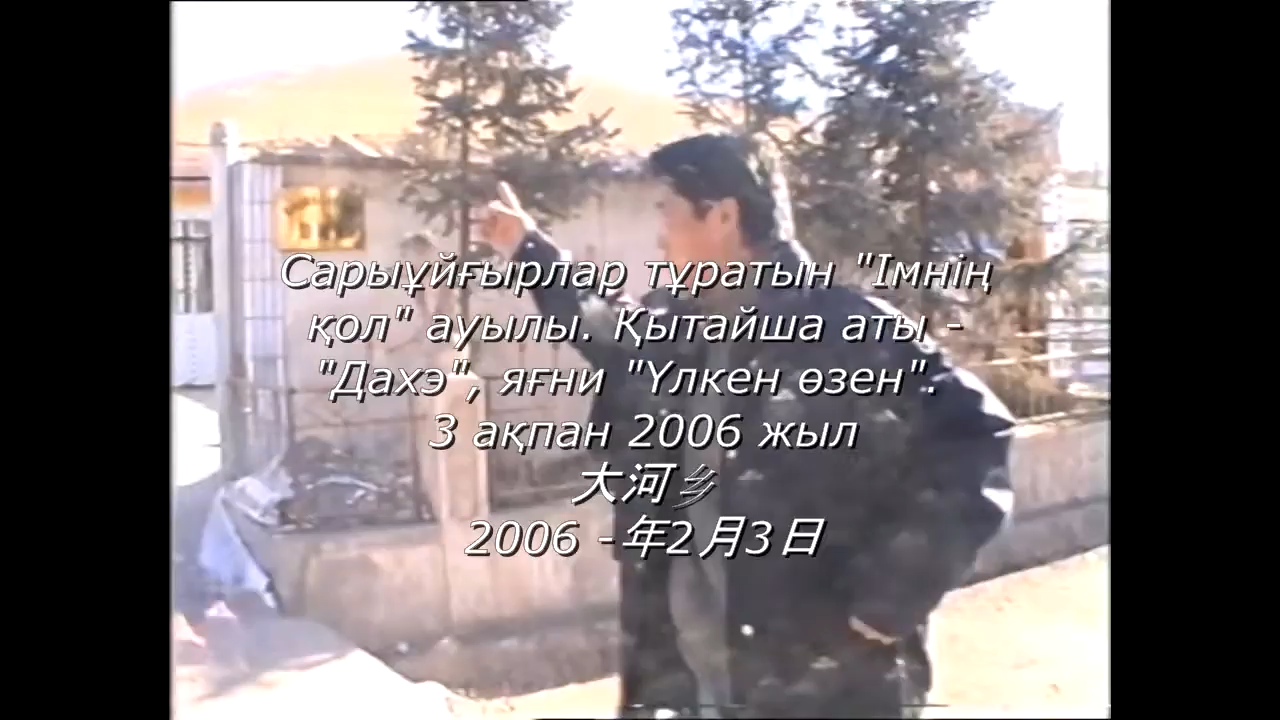 Сарыұйғырлар тұратын "Імнің
қол" ауылы. Қытайша аты -
"Дахэ", яғни "Үлкен өзен".
3 ақпан 2006 жыл
大河乡
2006 -年2月3日